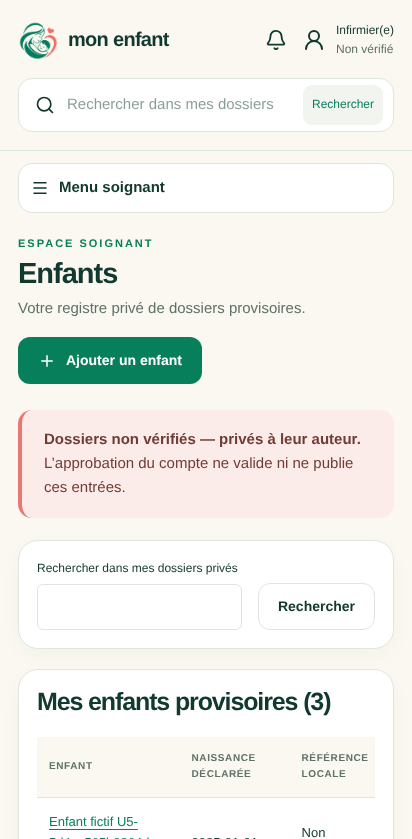 mon enfant
Infirmier(e)
Non vérifié
Rechercher dans mes dossiers
Rechercher
Menu soignant
ESPACE SOIGNANT
Enfants
Votre registre privé de dossiers provisoires.
Ajouter un enfant
Dossiers non vérifiés — privés à leur auteur.
L’approbation du compte ne valide ni ne publie
ces entrées.
Rechercher dans mes dossiers privés
Rechercher
Mes enfants provisoires (3)
ENFANT
NAISSANCE
DÉCLARÉE
RÉFÉRENCE
LOCALE
Enfant fictif U5-
Non